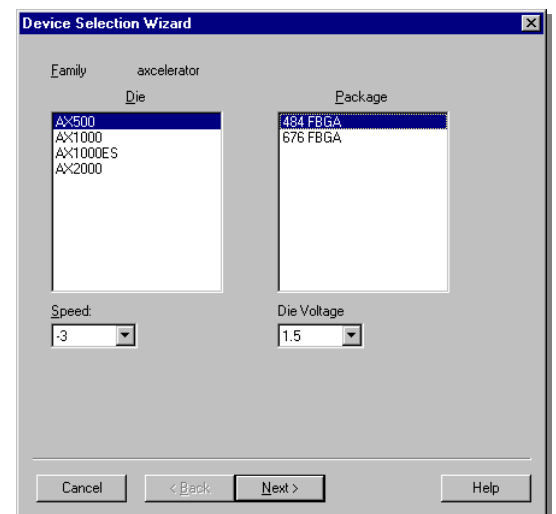 Device Selection Wizard
Family axcelerator
Die Package
AX500
AX1000
AX1000ES
AX2000
484 FBGA
676 FBGA
Speed: Die Voltage
-3 1.5
Cancel < Back Next > Help